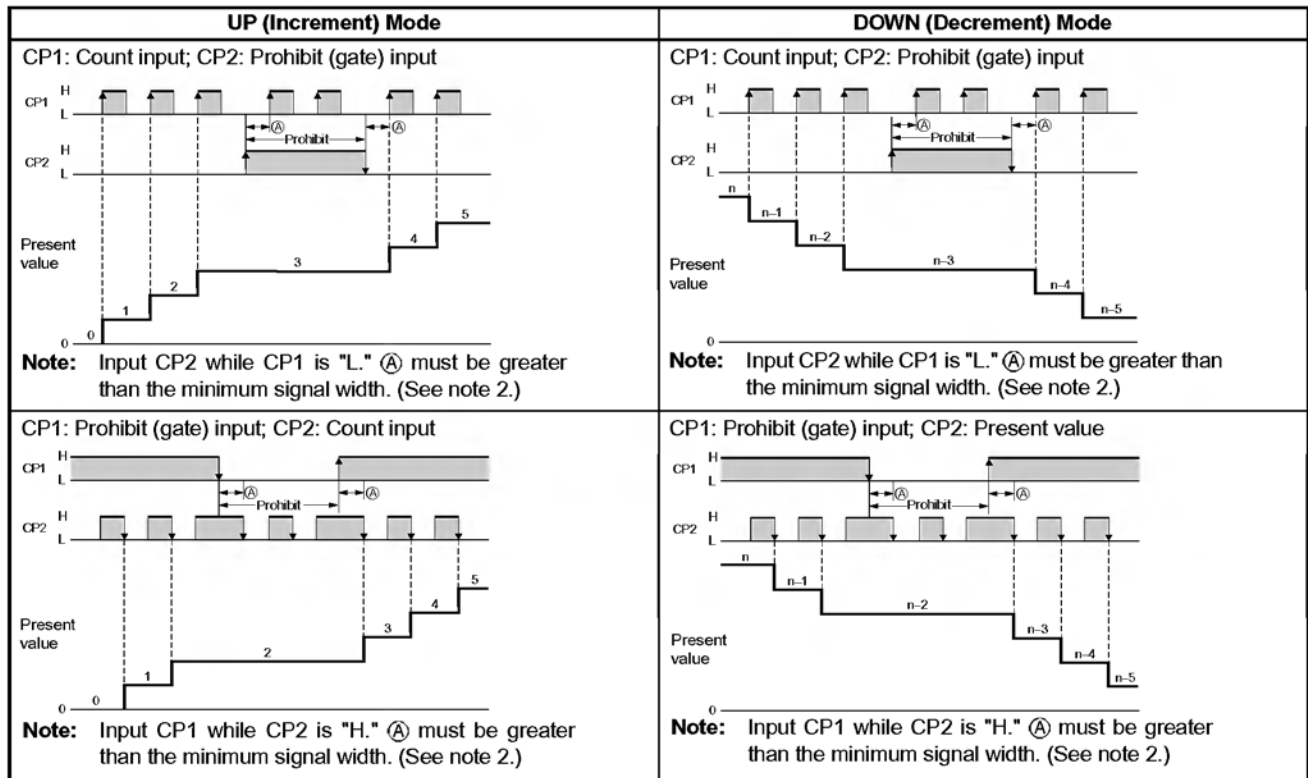 UP (Increment) Mode
DOWN (Decrement) Mode
CP1: Count input; CP2: Prohibit (gate) input
H
CP1
L
Ⓐ
Prohibit
Ⓐ
H
CP2
L
5
4
Present
value
3
2
1
0
0
Note: Input CP2 while CP1 is "L." Ⓐ must be greater
than the minimum signal width. (See note 2.)
CP1: Count input; CP2: Prohibit (gate) input
H
CP1
L
Ⓐ
Prohibit
Ⓐ
H
CP2
L
n
n–1
n–2
Present
value
n–3
n–4
n–5
0
Note: Input CP2 while CP1 is "L." Ⓐ must be greater than
the minimum signal width. (See note 2.)
CP1: Prohibit (gate) input; CP2: Count input
H
CP1
L
Ⓐ
Prohibit
Ⓐ
H
CP2
L
5
4
Present
value
3
2
1
0
0
Note: Input CP1 while CP2 is "H." Ⓐ must be greater
than the minimum signal width. (See note 2.)
CP1: Prohibit (gate) input; CP2: Present value
H
CP1
L
Ⓐ
Prohibit
Ⓐ
H
CP2
L
n
n–1
n–2
Present
value
n–3
n–4
n–5
0
Note: Input CP1 while CP2 is "H." Ⓐ must be greater
than the minimum signal width. (See note 2.)